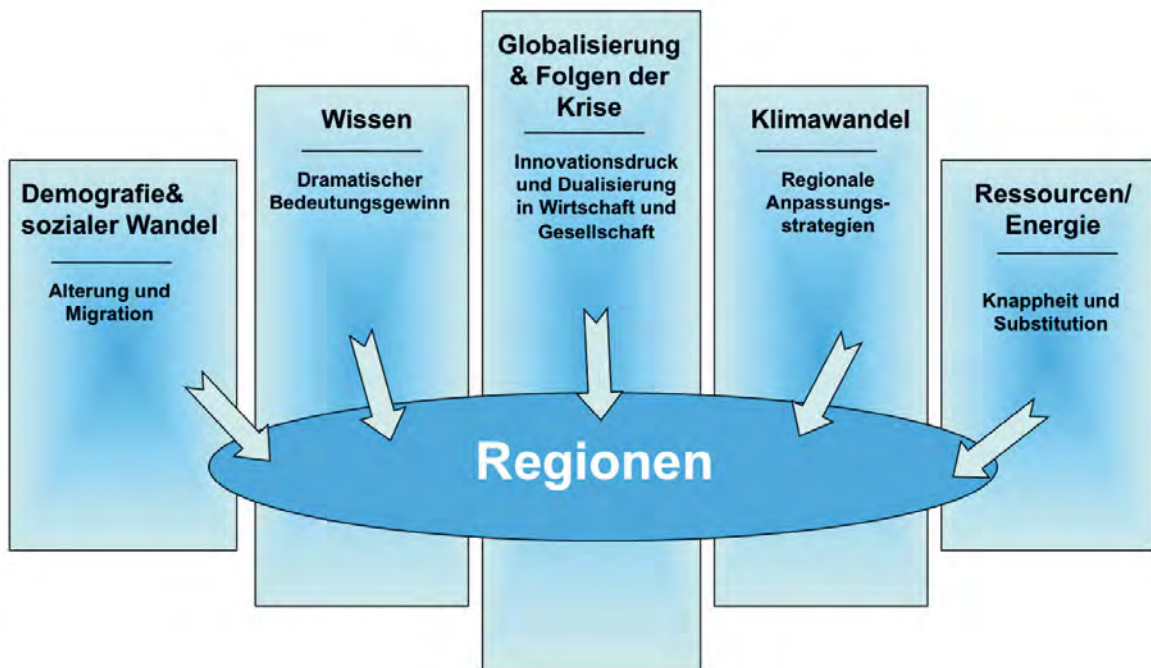 Demografie&
sozialer Wandel
Alterung und
Migration
Wissen
Dramatischer
Bedeutungsgewinn
Globalisierung
& Folgen der
Krise
Innovationsdruck
und Dualisierung
in Wirtschaft und
Gesellschaft
Klimawandel
Regionale
Anpassungs-
strategien
Ressourcen/
Energie
Knappheit und
Substitution
Regionen